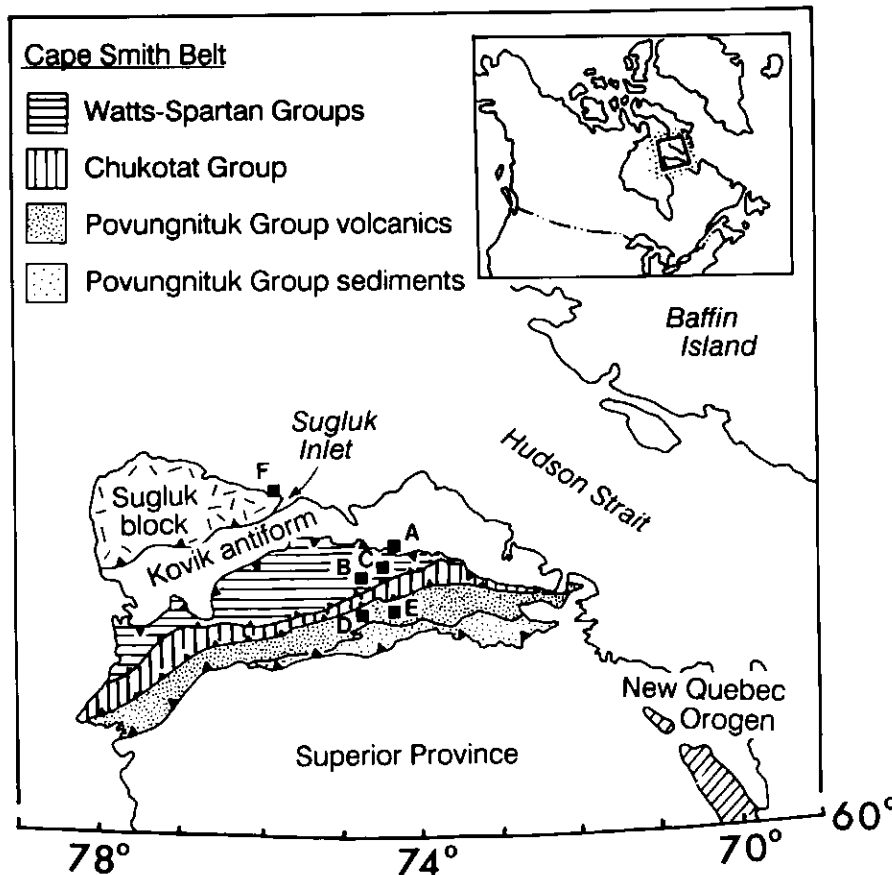 Cape Smith Belt
Watts-Spartan Groups
Chukotat Group
Povungnituk Group volcanics
Povungnituk Group sediments
Baffin
Island
Sugluk
Inlet
Hudson Strait
F
Sugluk
block
Kovik antiform
A
C
B
D
E
New Quebec
Orogen
Superior Province
60°
78°
74°
70°